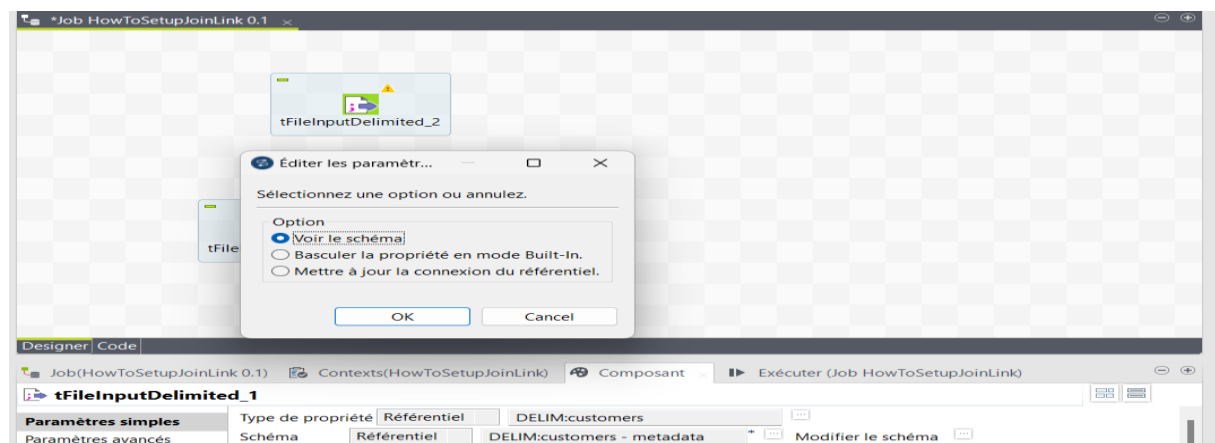 *Job HowToSetupJoinLink 0.1
tFileInputDelimited_2
Éditer les paramètr...
Sélectionnez une option ou annulez.
Option
Voir le schéma
tFile
Basculer la propriété en mode Built-In.
Mettre à jour la connexion du référentiel.
OK Cancel
Designer Code
Job(HowToSetupJoinLink 0.1) Contexts(HowToSetupJoinLink) Composant Exécuter (Job HowToSetupJoinLink)
tFileInputDelimited_1
Paramètres simples Type de propriété Référentiel DELIM:customers ...
Paramètres avancés Schéma Référentiel DELIM:customers - metadata * ... Modifier le schéma ...